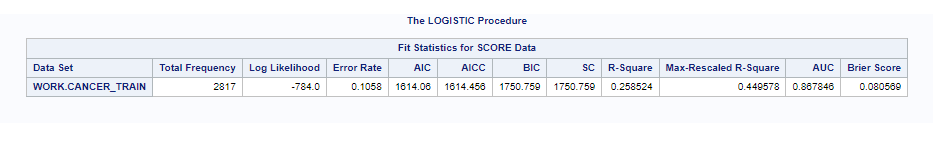 The LOGISTIC Procedure
Fit Statistics for SCORE Data
Data Set Total Frequency Log Likelihood Error Rate AIC AICC BIC SC R-Square Max-Rescaled R-Square AUC Brier Score
WORK.CANCER_TRAIN 2817 -784.0 0.1058 1614.06 1614.456 1750.759 1750.759 0.258524 0.449578 0.867846 0.080569